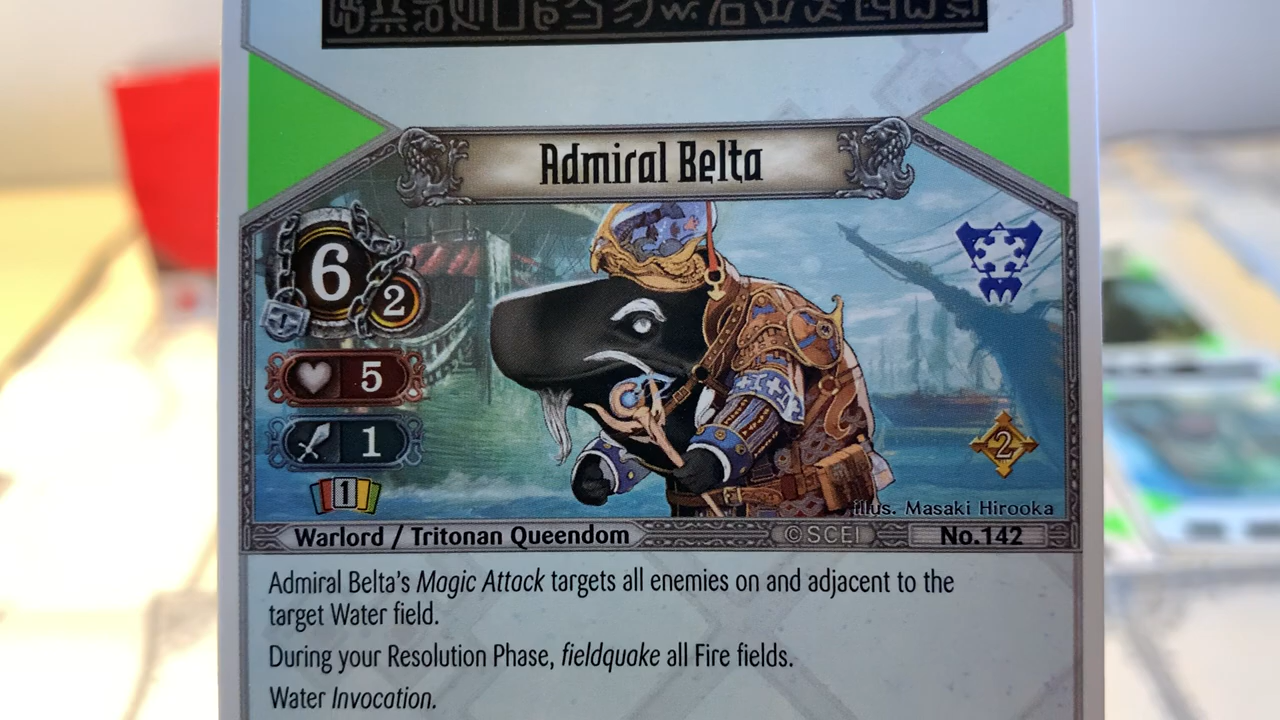 Admiral Belta
6
2
5
1
1
2
illus. Masaki Hirooka
Warlord / Tritonan Queendom ©SCEI No.142
Admiral Belta's Magic Attack targets all enemies on and adjacent to the
target Water field.
During your Resolution Phase, fieldquake all Fire fields.
Water Invocation.